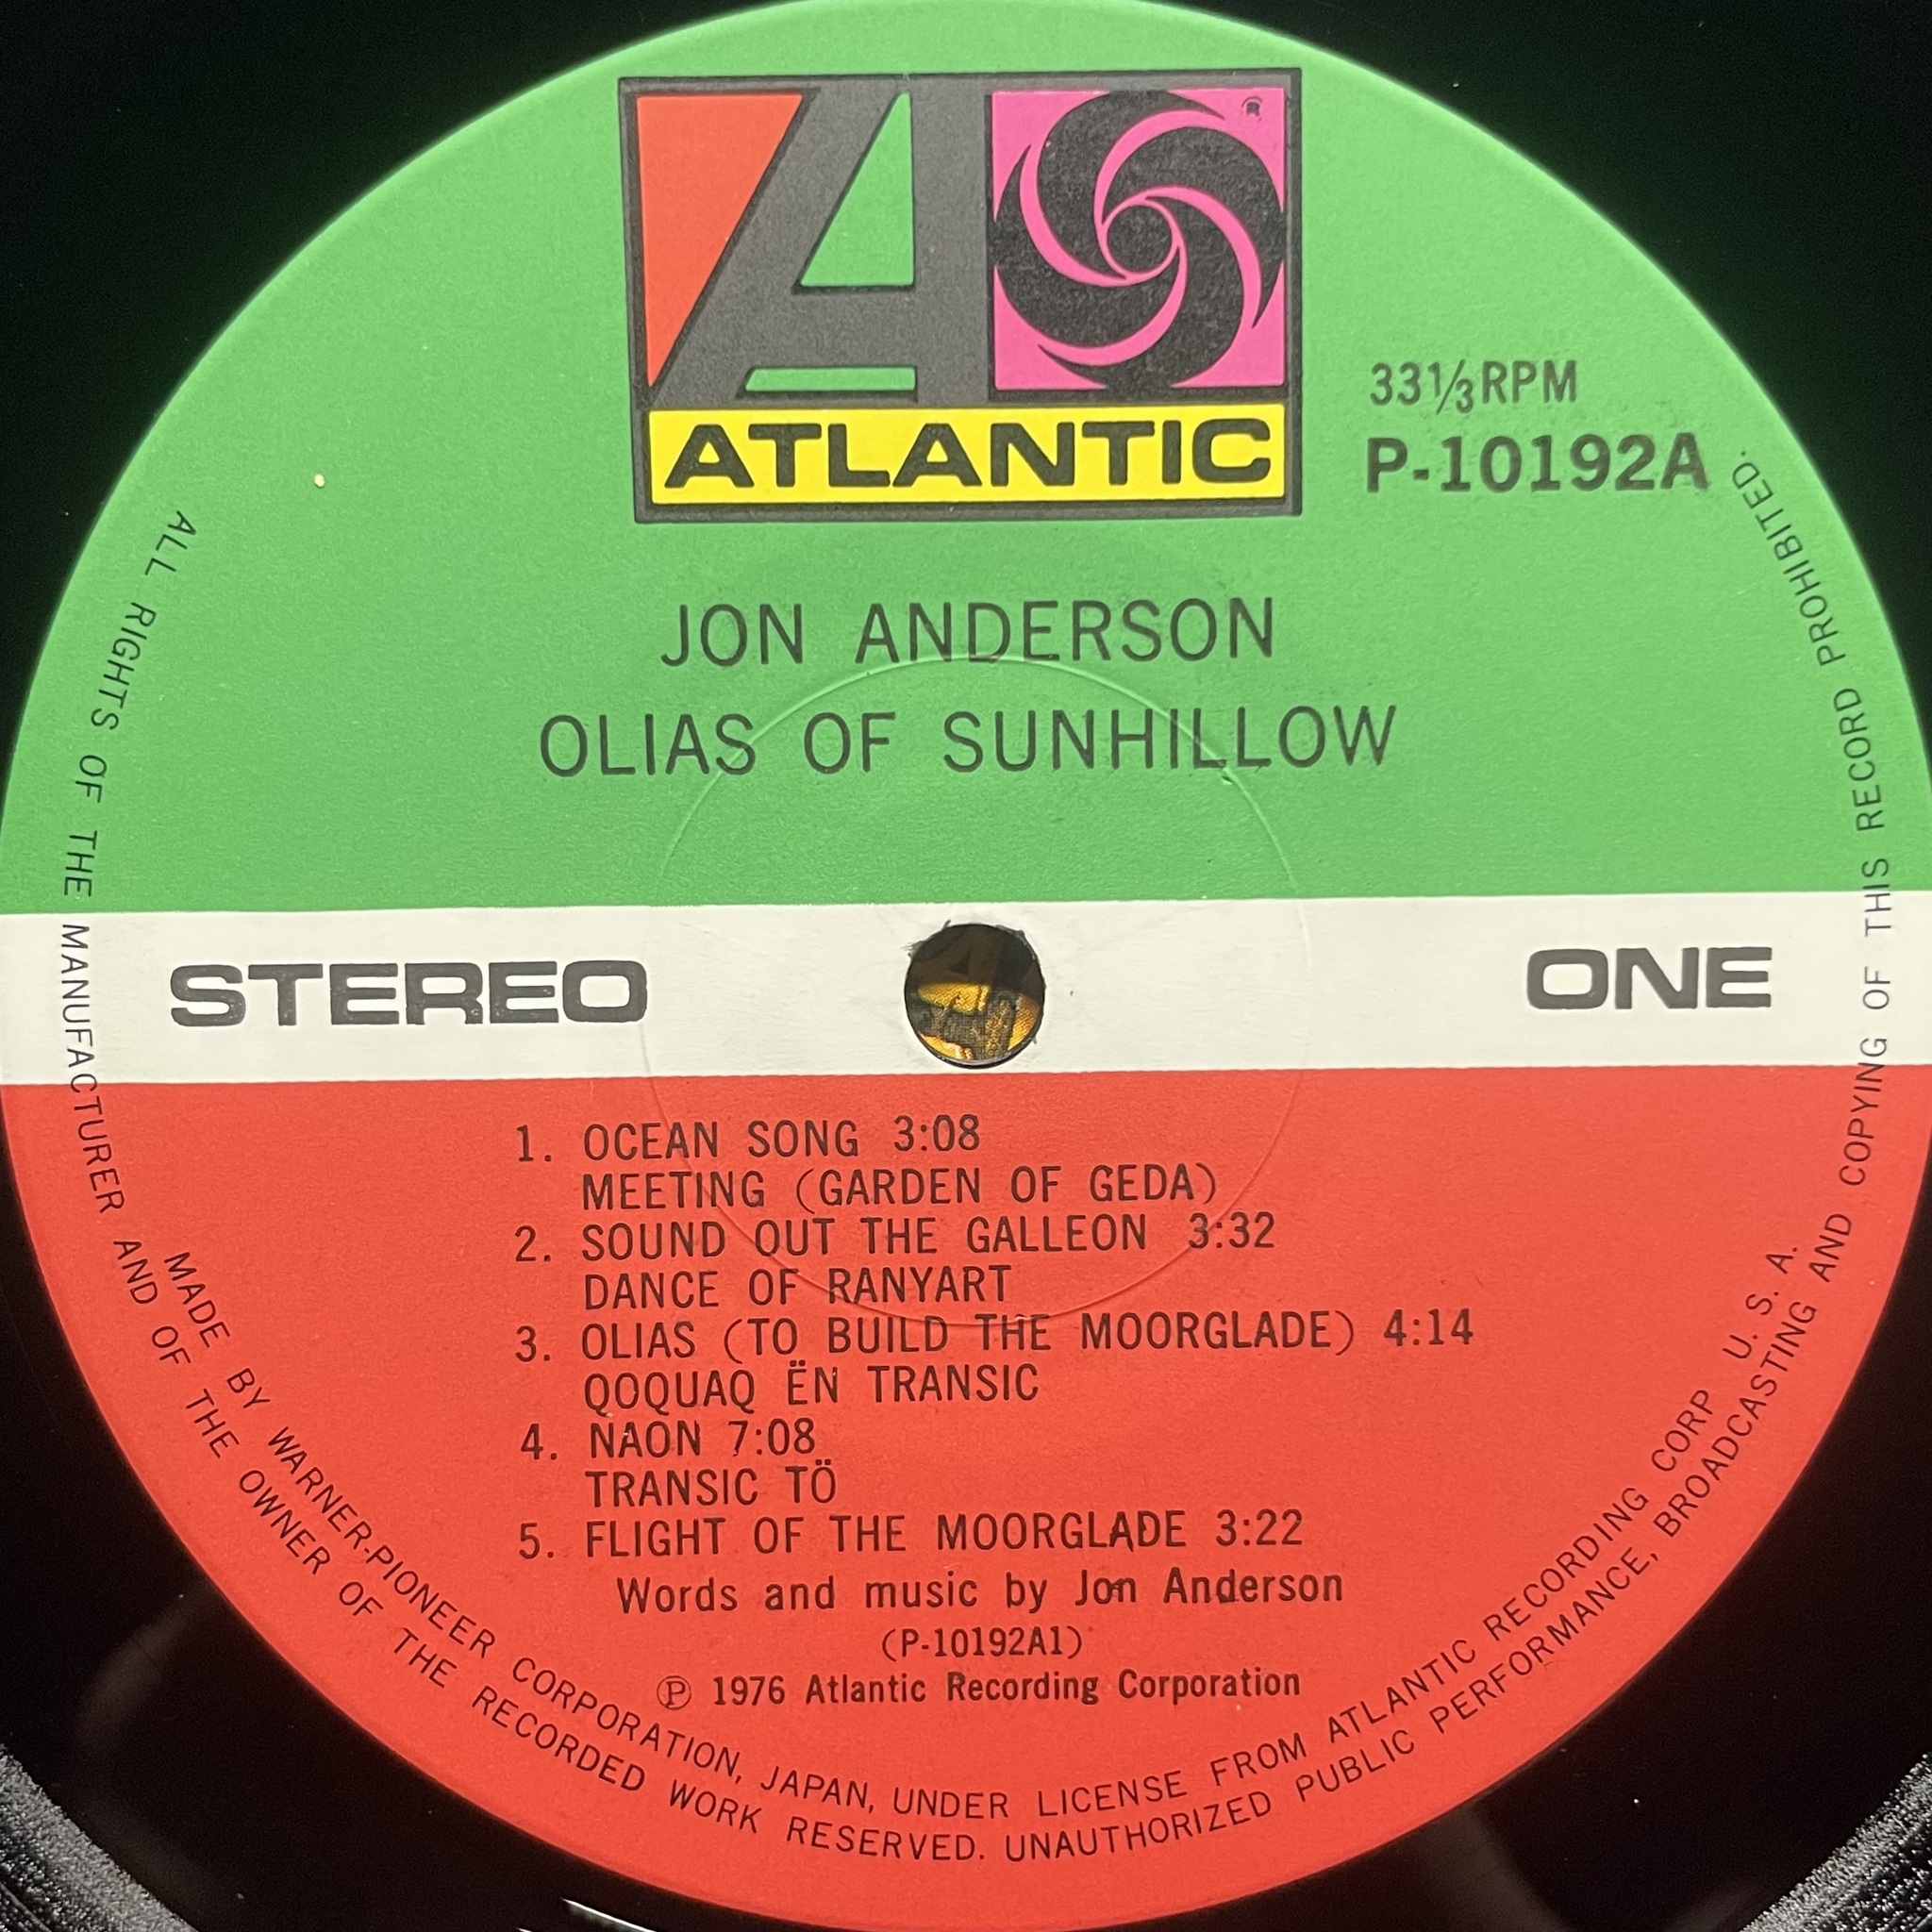 ATLANTIC
®
33⅓RPM
P-10192A
JON ANDERSON
OLIAS OF SUNHILLOW
STEREO
ONE
1. OCEAN SONG 3:08
MEETING (GARDEN OF GEDA)
2. SOUND OUT THE GALLEON 3:32
DANCE OF RANYART
3. OLIAS (TO BUILD THE MOORGLADE) 4:14
QOQUAQ ËN TRANSIC
4. NAON 7:08
TRANSIC TÖ
5. FLIGHT OF THE MOORGLADE 3:22
Words and music by Jon Anderson
(P-10192A1)
℗ 1976 Atlantic Recording Corporation
MADE BY WARNER-PIONEER CORPORATION, JAPAN, UNDER LICENSE FROM ATLANTIC RECORDING CORP U. S. A.
ALL RIGHTS OF THE MANUFACTURER AND OF THE OWNER OF THE RECORDED WORK RESERVED. UNAUTHORIZED PUBLIC PERFORMANCE, BROADCASTING AND COPYING OF THIS RECORD PROHIBITED.